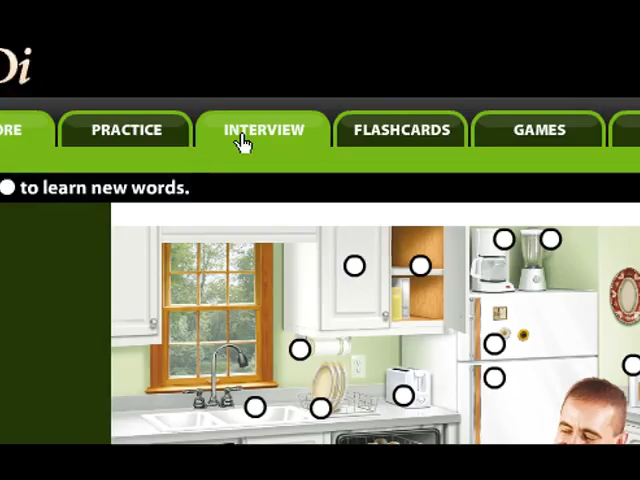 Di
ORE
PRACTICE
INTERVIEW
FLASHCARDS
GAMES
to learn new words.